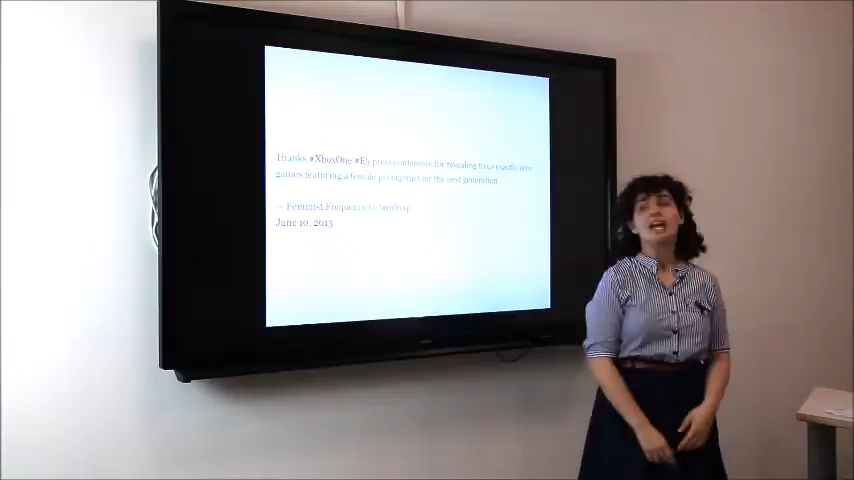 Thanks #XboxOne #E3 press conference for revealing to us exactly zero
games featuring a female protagonist for the next generation
— Feminist Frequency (@femfreq)
June 10, 2013